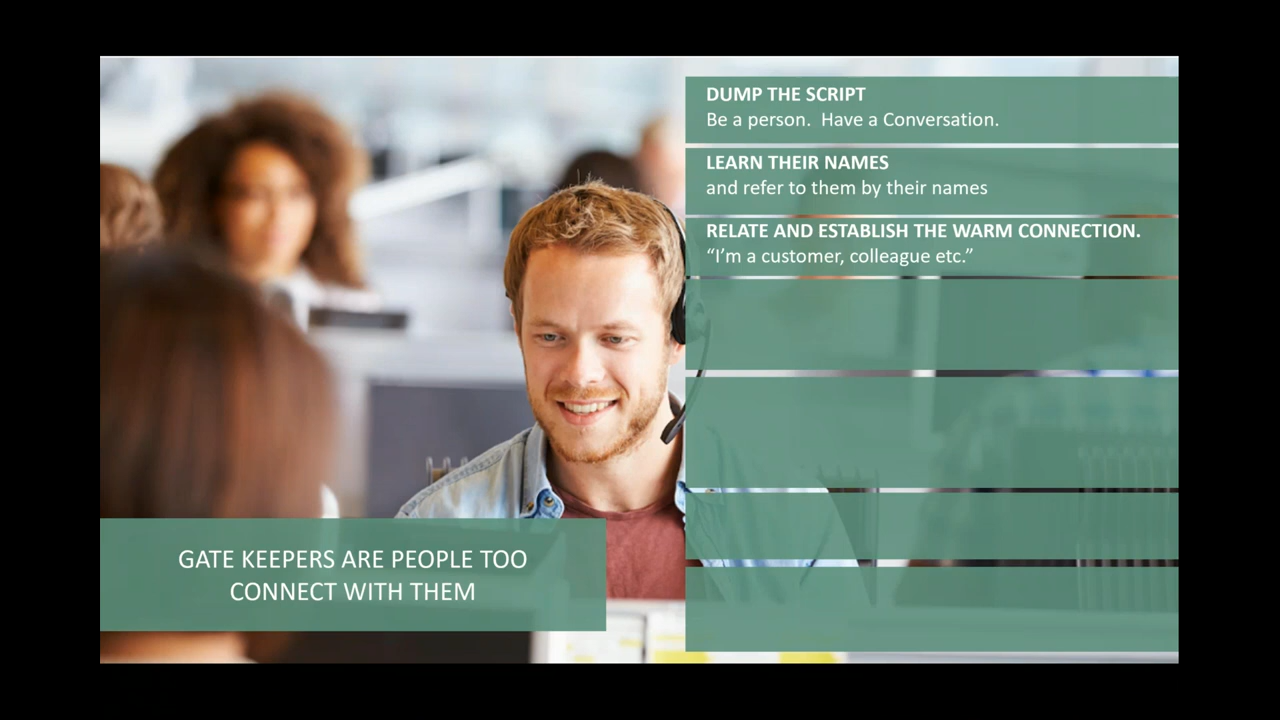 DUMP THE SCRIPT
Be a person.  Have a Conversation.
LEARN THEIR NAMES
and refer to them by their names
RELATE AND ESTABLISH THE WARM CONNECTION.
“I’m a customer, colleague etc.”
GATE KEEPERS ARE PEOPLE TOO
CONNECT WITH THEM